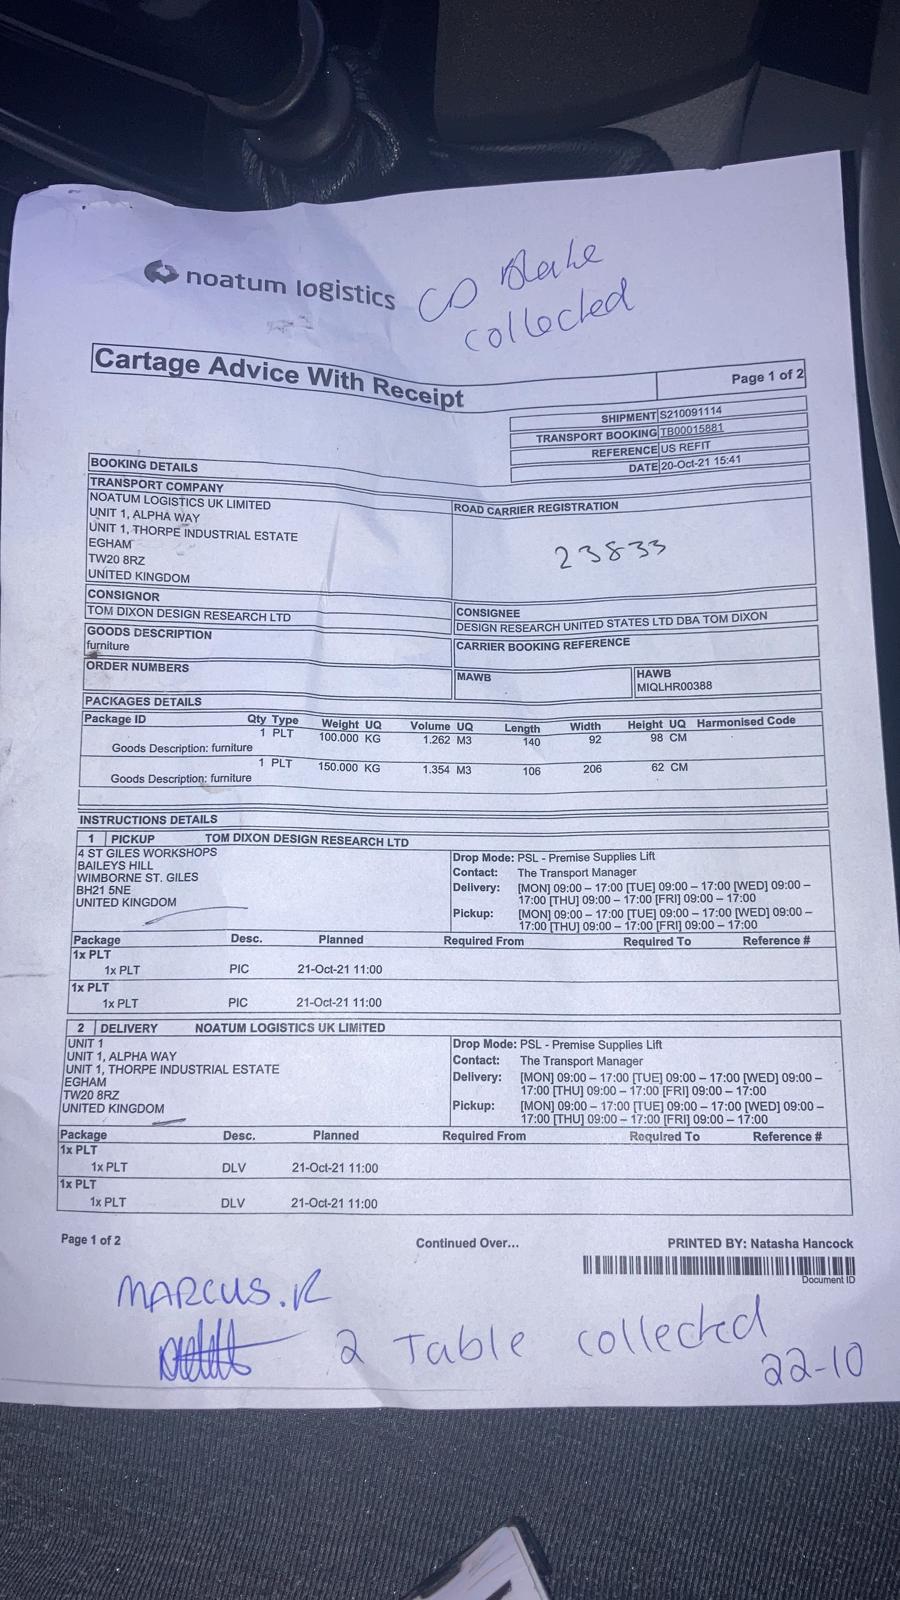 noatum logistics
CD Blake
collected
Cartage Advice With Receipt
Page 1 of 2
SHIPMENT S210091114
TRANSPORT BOOKING TB00015881
REFERENCE US REFIT
DATE 20-Oct-21 15:41
BOOKING DETAILS
TRANSPORT COMPANY
NOATUM LOGISTICS UK LIMITED
UNIT 1, ALPHA WAY
UNIT 1, THORPE INDUSTRIAL ESTATE
EGHAM
TW20 8RZ
UNITED KINGDOM
ROAD CARRIER REGISTRATION
23833
CONSIGNOR
TOM DIXON DESIGN RESEARCH LTD
CONSIGNEE
DESIGN RESEARCH UNITED STATES LTD DBA TOM DIXON
GOODS DESCRIPTION
furniture
CARRIER BOOKING REFERENCE
ORDER NUMBERS
MAWB
HAWB
MIQLHR00388
PACKAGES DETAILS
Package ID Qty Type Weight UQ Volume UQ Length Width Height UQ Harmonised Code
1 PLT 100.000 KG 1.262 M3 140 92 98 CM
Goods Description: furniture
1 PLT 150.000 KG 1.354 M3 106 206 62 CM
Goods Description: furniture
INSTRUCTIONS DETAILS
1 PICKUP TOM DIXON DESIGN RESEARCH LTD
4 ST GILES WORKSHOPS
BAILEYS HILL
WIMBORNE ST. GILES
BH21 5NE
UNITED KINGDOM
Drop Mode: PSL - Premise Supplies Lift
Contact: The Transport Manager
Delivery: [MON] 09:00 – 17:00 [TUE] 09:00 – 17:00 [WED] 09:00 –
17:00 [THU] 09:00 – 17:00 [FRI] 09:00 – 17:00
Pickup: [MON] 09:00 – 17:00 [TUE] 09:00 – 17:00 [WED] 09:00 –
17:00 [THU] 09:00 – 17:00 [FRI] 09:00 – 17:00
Package Desc. Planned Required From Required To Reference #
1x PLT
1x PLT PIC 21-Oct-21 11:00
1x PLT
1x PLT PIC 21-Oct-21 11:00
2 DELIVERY NOATUM LOGISTICS UK LIMITED
UNIT 1
UNIT 1, ALPHA WAY
UNIT 1, THORPE INDUSTRIAL ESTATE
EGHAM
TW20 8RZ
UNITED KINGDOM
Drop Mode: PSL - Premise Supplies Lift
Contact: The Transport Manager
Delivery: [MON] 09:00 – 17:00 [TUE] 09:00 – 17:00 [WED] 09:00 –
17:00 [THU] 09:00 – 17:00 [FRI] 09:00 – 17:00
Pickup: [MON] 09:00 – 17:00 [TUE] 09:00 – 17:00 [WED] 09:00 –
17:00 [THU] 09:00 – 17:00 [FRI] 09:00 – 17:00
Package Desc. Planned Required From Required To Reference #
1x PLT
1x PLT DLV 21-Oct-21 11:00
1x PLT
1x PLT DLV 21-Oct-21 11:00
Page 1 of 2 Continued Over... PRINTED BY: Natasha Hancock
Document ID
MARCUS.R
2 Table collected
22-10